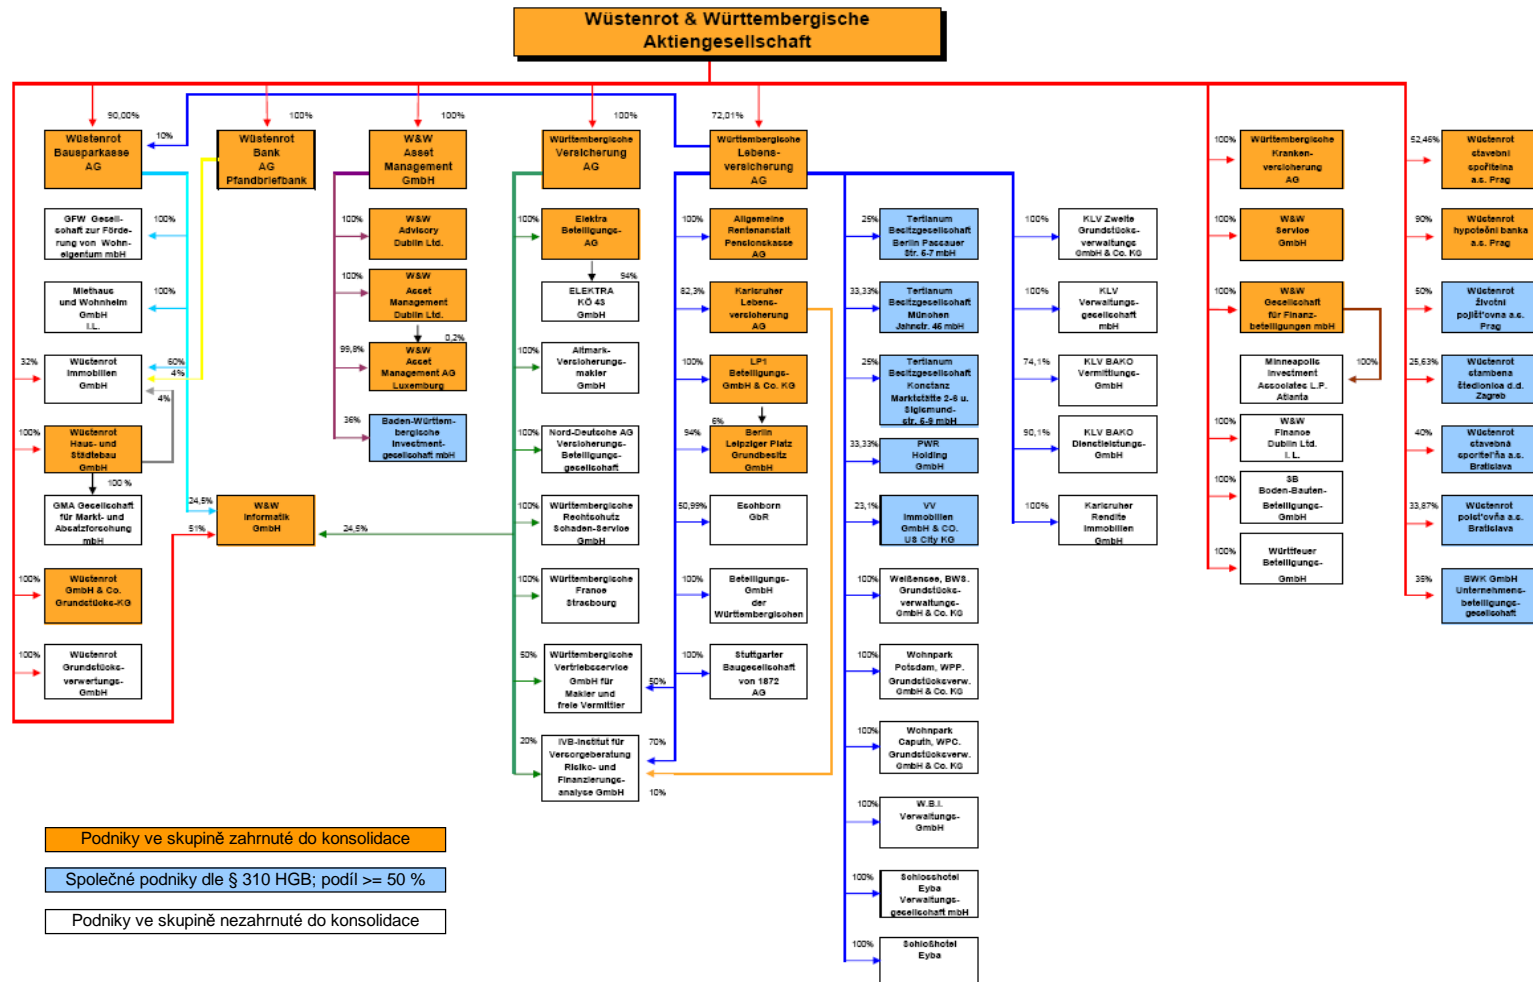 Wüstenrot & Württembergische
Aktiengesellschaft
90,00%
100%
100%
100%
72,01%
Wüstenrot
Bausparkasse
AG
10%
Wüstenrot
Bank
AG
Pfandbriefbank
W&W
Asset
Management
GmbH
Württembergische
Versicherung
AG
Württembergische
Lebens-
versicherung
AG
100%
Württembergische
Kranken-
versicherung
AG
52,46%
Wüstenrot
stavební
spořitelna
a.s. Prag
GFW Gesell-
schaft zur Förde-
rung von Wohn-
eigentum mbH
100%
100%
W&W
Advisory
Dublin Ltd.
100%
Elektra
Beteiligungs-
AG
100%
Allgemeine
Rentenanstalt
Pensionskasse
AG
25%
Tertianum
Besitzgesellschaft
Berlin Passauer
Str. 5-7 mbH
100%
KLV Zweite
Grundstücks-
verwaltungs
GmbH & Co. KG
100%
W&W
Service
GmbH
90%
Wüstenrot
hypoteční banka
a.s. Prag
Miethaus
und Wohnheim
GmbH
i.L.
100%
100%
W&W
Asset
Management
Dublin Ltd.
94%
ELEKTRA
KÖ 43
GmbH
82,3%
Karlsruher
Lebens-
versicherung
AG
33,33%
Tertianum
Besitzgesellschaft
München
Jahnstr. 45 mbH
100%
KLV
Verwaltungs-
gesellschaft
mbH
100%
W&W
Gesellschaft
für Finanz-
beteiligungen mbH
50%
Wüstenrot
životní
pojišťovna a.s.
Prag
32%
Wüstenrot
Immobilien
GmbH
60%
4%
4%
99,8%
0,2%
W&W
Asset
Management AG
Luxemburg
100%
Altmark-
Versicherungs-
makler
GmbH
100%
LP1
Beteiligungs-
GmbH & Co. KG
25%
Tertianum
Besitzgesellschaft
Konstanz
Marktstätte 2-6 u.
Sigismund-
str. 5-9 mbH
74,1%
KLV BAKO
Vermittlungs-
GmbH
Minneapolis
Investment
Associates L.P.
Atlanta
100%
25,63%
Wüstenrot
stambena
štedionica d.d.
Zagreb
100%
Wüstenrot
Haus- und
Städtebau
GmbH
36%
Baden-Württem-
bergische
Investment-
gesellschaft mbH
100%
Nord-Deutsche AG
Versicherungs-
Beteiligungs-
gesellschaft
94%
6%
Berlin
Leipziger Platz
Grundbesitz
GmbH
33,33%
PWR
Holding
GmbH
90,1%
KLV BAKO
Dienstleistungs-
GmbH
100%
W&W
Finance
Dublin Ltd.
i. L.
40%
Wüstenrot
stavebná
sporiteľňa a.s.
Bratislava
100 %
GMA Gesellschaft
für Markt- und
Absatzforschung
mbH
24,5%
51%
W&W
Informatik
GmbH
24,5%
100%
Württembergische
Rechtschutz
Schaden-Service
GmbH
50,99%
Eschborn
GbR
23,1%
VV
Immobilien
GmbH & CO.
US City KG
100%
Karlsruher
Rendite
Immobilien
GmbH
100%
3B
Boden-Bauten-
Beteiligungs-
GmbH
33,87%
Wüstenrot
poisťovňa a.s.
Bratislava
100%
Wüstenrot
GmbH & Co.
Grundstücks-KG
100%
Württembergische
France
Strasbourg
100%
Beteiligungs-
GmbH
der
Württembergischen
100%
Weißensee, BWS.
Grundstücks-
verwaltungs-
GmbH & Co. KG
100%
Württfeuer
Beteiligungs-
GmbH
35%
BWK GmbH
Unternehmens-
beteiligungs-
gesellschaft
100%
Wüstenrot
Grundstücks-
verwertungs-
GmbH
50%
Württembergische
Vertriebsservice
GmbH für
Makler und
freie Vermittler
50%
100%
Stuttgarter
Baugesellschaft
von 1872
AG
100%
Wohnpark
Potsdam, WPP.
Grundstücksverw.
GmbH & Co. KG
20%
IVB-Institut für
Versorgeberatung
Risiko- und
Finanzierungs-
analyse GmbH
70%
10%
100%
Wohnpark
Caputh, WPC.
Grundstücksverw.
GmbH & Co. KG
100%
W.B.I.
Verwaltungs-
GmbH
100%
Schlosshotel
Eyba
Verwaltungs-
gesellschaft mbH
100%
Schloßhotel
Eyba
Podniky ve skupině zahrnuté do konsolidace
Společné podniky dle § 310 HGB; podíl >= 50 %
Podniky ve skupině nezahrnuté do konsolidace